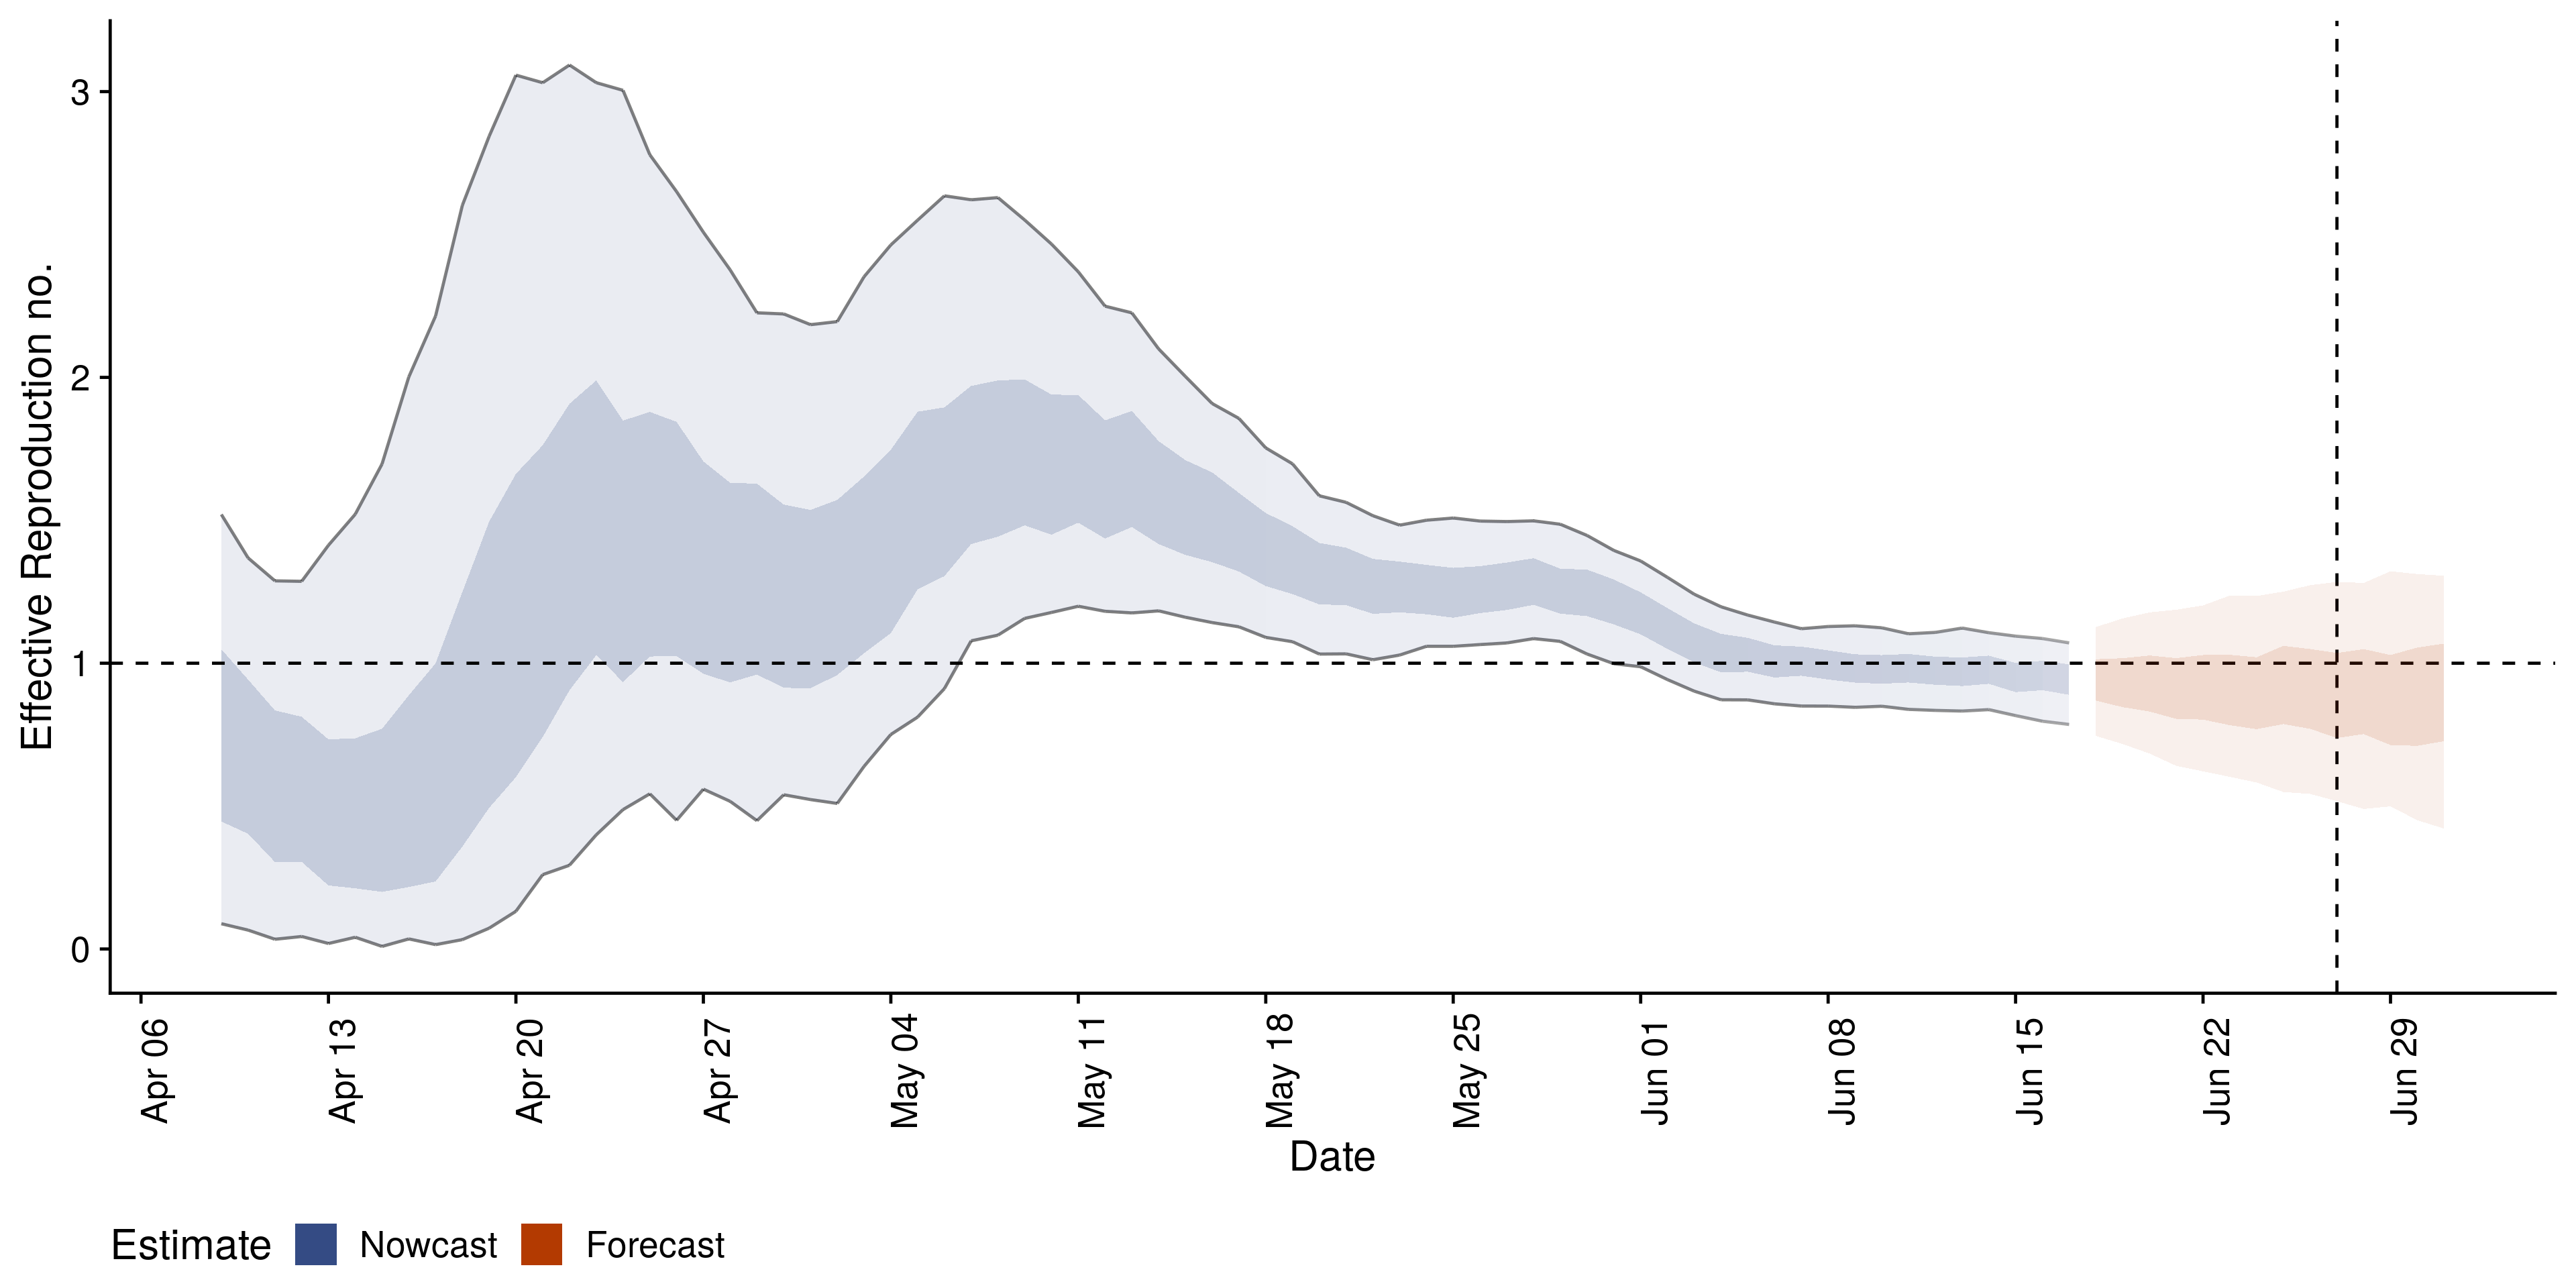 Effective Reproduction no.
3
2
1
0
Apr 06
Apr 13
Apr 20
Apr 27
May 04
May 11
May 18
May 25
Jun 01
Jun 08
Jun 15
Jun 22
Jun 29
Date
Estimate Nowcast Forecast